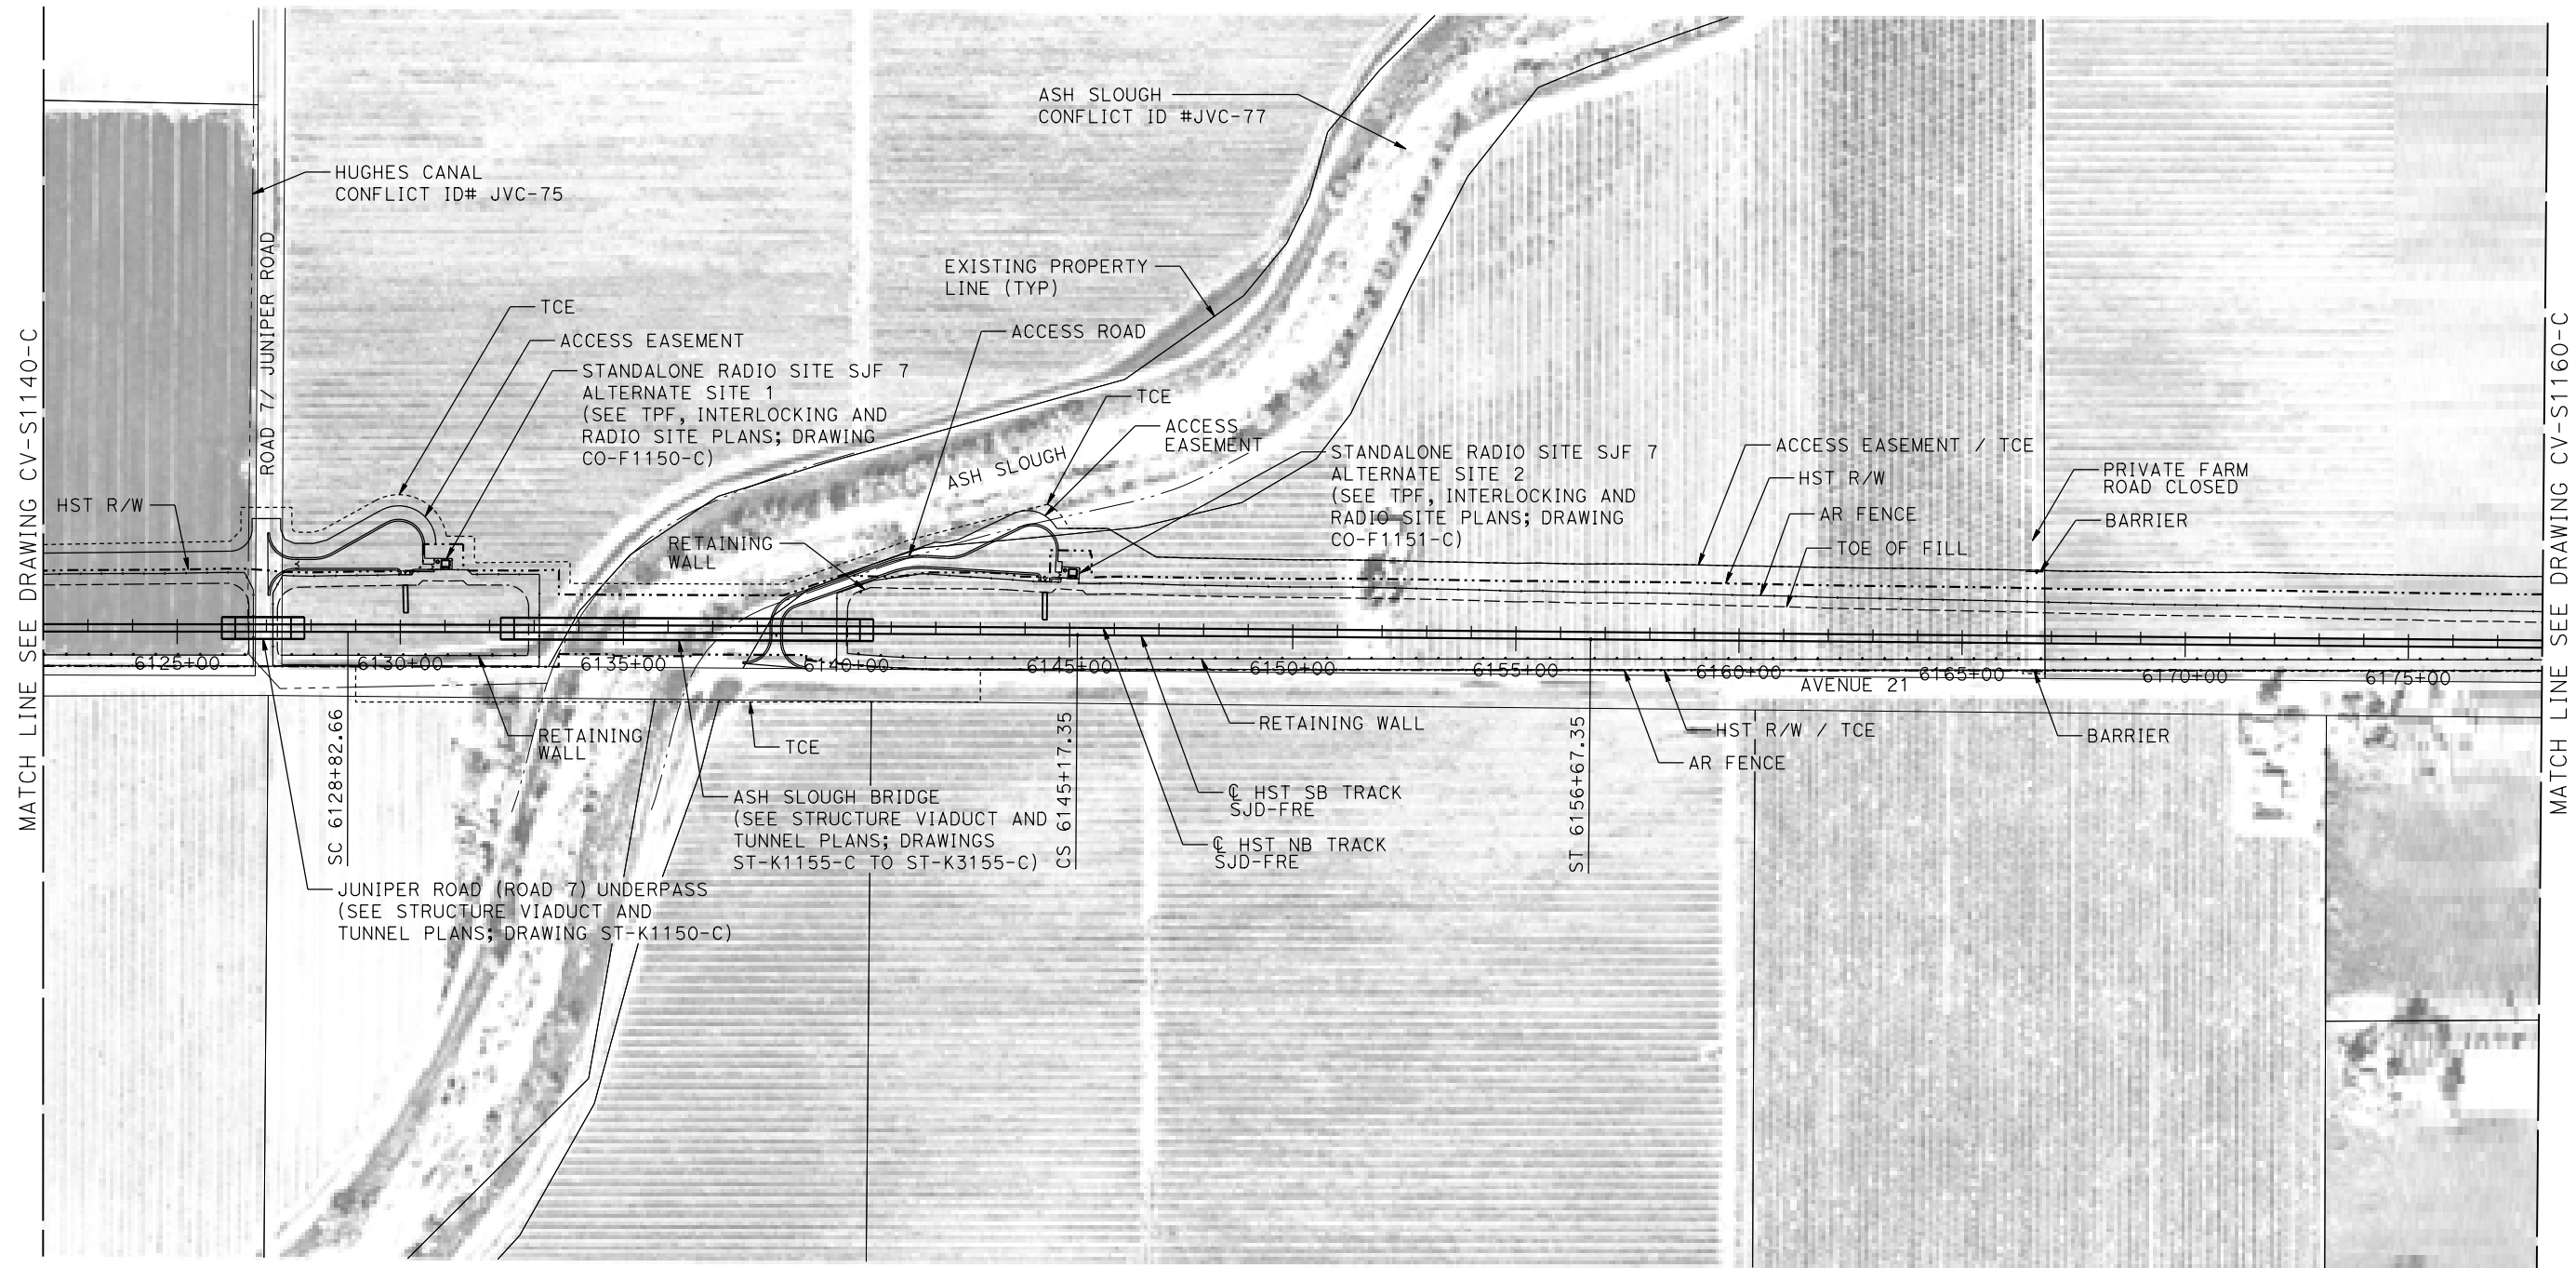 MATCH LINE SEE DRAWING CV-S1140-C
ASH SLOUGH
CONFLICT ID #JVC-77
HUGHES CANAL
CONFLICT ID# JVC-75
ROAD 7/ JUNIPER ROAD
EXISTING PROPERTY
LINE (TYP)
TCE
ACCESS ROAD
ACCESS EASEMENT
STANDALONE RADIO SITE SJF 7
ALTERNATE SITE 1
(SEE TPF, INTERLOCKING AND
RADIO SITE PLANS; DRAWING
CO-F1150-C)
TCE
ACCESS
EASEMENT
ASH SLOUGH
STANDALONE RADIO SITE SJF 7
ALTERNATE SITE 2
(SEE TPF, INTERLOCKING AND
RADIO SITE PLANS; DRAWING
CO-F1151-C)
ACCESS EASEMENT / TCE
HST R/W
AR FENCE
TOE OF FILL
PRIVATE FARM
ROAD CLOSED
BARRIER
HST R/W
RETAINING
WALL
6125+00
6130+00
6135+00
6140+00
6145+00
6150+00
6155+00
6160+00
6165+00
6170+00
6175+00
AVENUE 21
SC 6128+82.66
RETAINING
WALL
TCE
CS 6145+17.35
RETAINING WALL
ST 6156+67.35
HST R/W / TCE
AR FENCE
BARRIER
ASH SLOUGH BRIDGE
(SEE STRUCTURE VIADUCT AND
TUNNEL PLANS; DRAWINGS
ST-K1155-C TO ST-K3155-C)
℄ HST SB TRACK
SJD-FRE
℄ HST NB TRACK
SJD-FRE
JUNIPER ROAD (ROAD 7) UNDERPASS
(SEE STRUCTURE VIADUCT AND
TUNNEL PLANS; DRAWING ST-K1150-C)
MATCH LINE SEE DRAWING CV-S1160-C